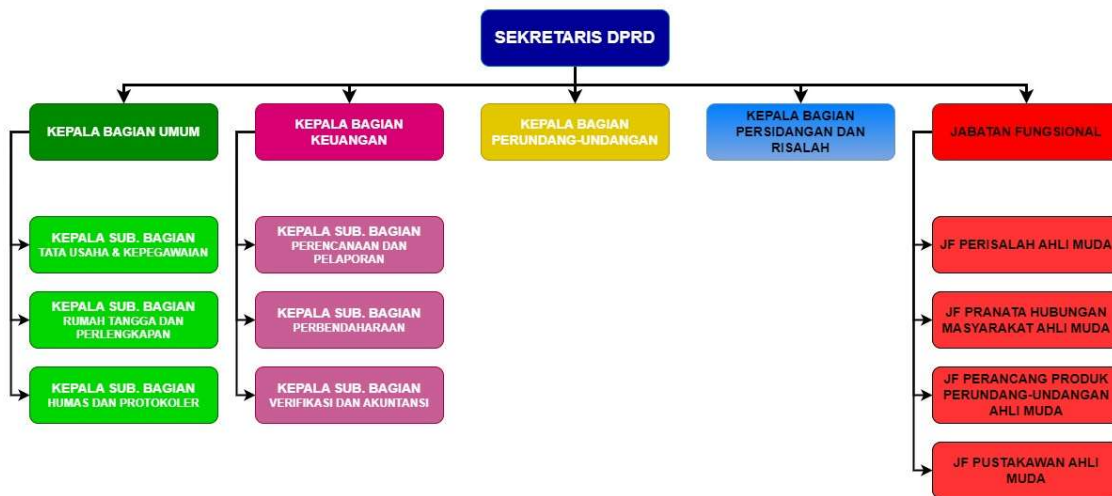 SEKRETARIS DPRD
KEPALA BAGIAN UMUM
KEPALA BAGIAN
KEUANGAN
KEPALA BAGIAN
PERUNDANG-UNDANGAN
KEPALA BAGIAN
PERSIDANGAN DAN
RISALAH
JABATAN FUNGSIONAL
KEPALA SUB. BAGIAN
TATA USAHA & KEPEGAWAIAN
KEPALA SUB. BAGIAN
RUMAH TANGGA DAN
PERLENGKAPAN
KEPALA SUB. BAGIAN
HUMAS DAN PROTOKOLER
KEPALA SUB. BAGIAN
PERENCANAAN DAN
PELAPORAN
KEPALA SUB. BAGIAN
PERBENDAHARAAN
KEPALA SUB. BAGIAN
VERIFIKASI DAN AKUNTANSI
JF PERISALAH AHLI MUDA
JF PRANATA HUBUNGAN
MASYARAKAT AHLI MUDA
JF PERANCANG PRODUK
PERUNDANG-UNDANGAN
AHLI MUDA
JF PUSTAKAWAN AHLI
MUDA